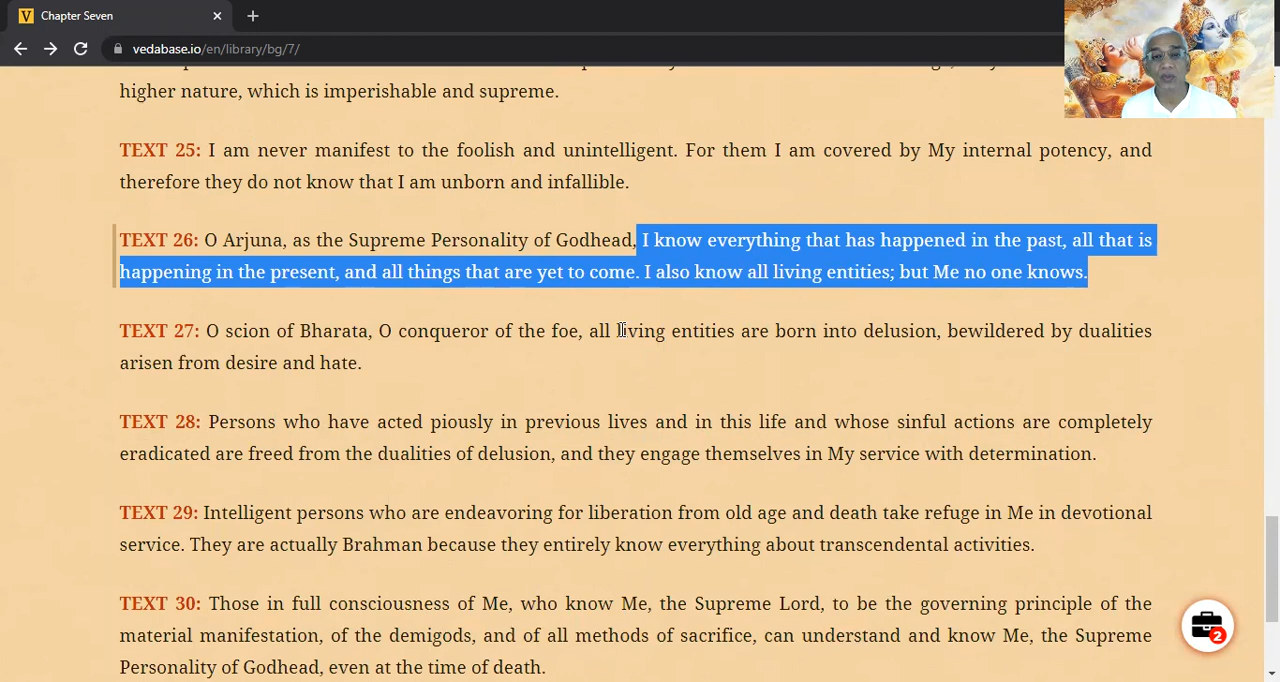 Chapter Seven
vedabase.io/en/library/bg/7/
higher nature, which is imperishable and supreme.
TEXT 25: I am never manifest to the foolish and unintelligent. For them I am covered by My internal potency, and
therefore they do not know that I am unborn and infallible.
TEXT 26: O Arjuna, as the Supreme Personality of Godhead, I know everything that has happened in the past, all that is
happening in the present, and all things that are yet to come. I also know all living entities; but Me no one knows.
TEXT 27: O scion of Bharata, O conqueror of the foe, all living entities are born into delusion, bewildered by dualities
arisen from desire and hate.
TEXT 28: Persons who have acted piously in previous lives and in this life and whose sinful actions are completely
eradicated are freed from the dualities of delusion, and they engage themselves in My service with determination.
TEXT 29: Intelligent persons who are endeavoring for liberation from old age and death take refuge in Me in devotional
service. They are actually Brahman because they entirely know everything about transcendental activities.
TEXT 30: Those in full consciousness of Me, who know Me, the Supreme Lord, to be the governing principle of the
material manifestation, of the demigods, and of all methods of sacrifice, can understand and know Me, the Supreme
Personality of Godhead, even at the time of death.
2